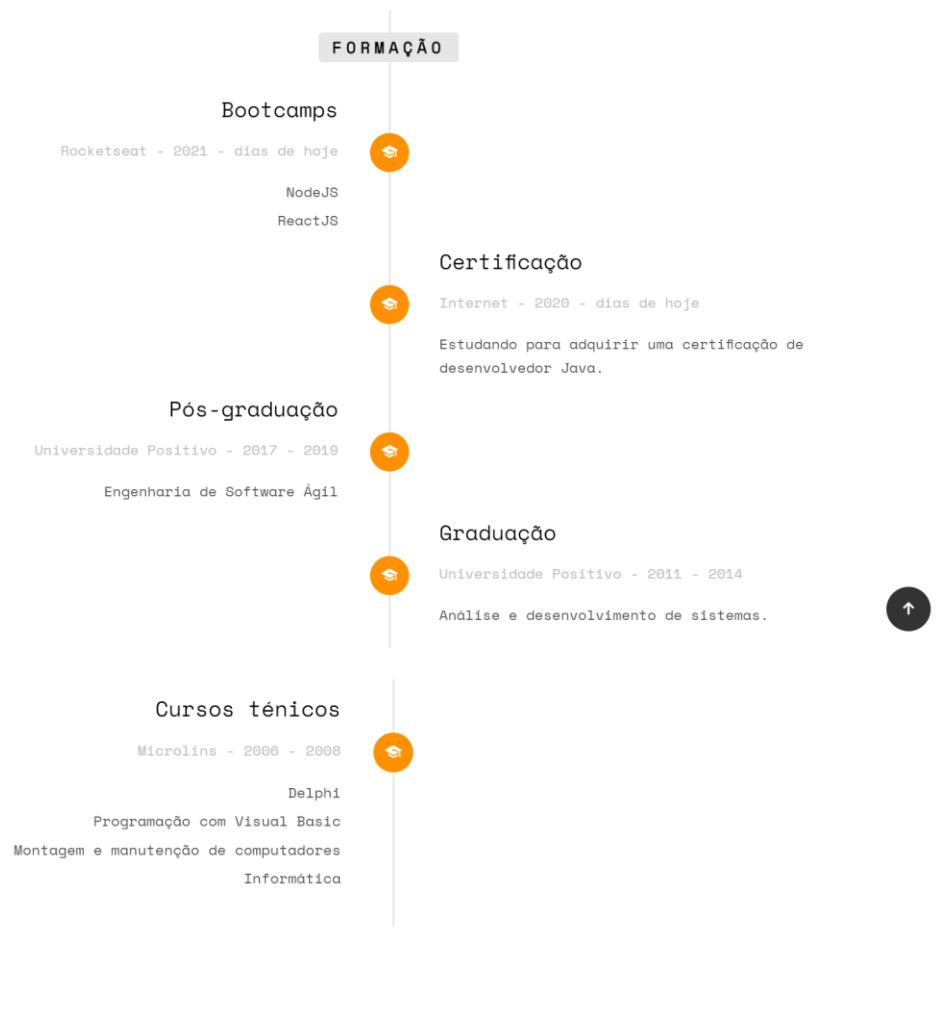 FORMAÇÃO
Bootcamps
Rocketseat - 2021 - dias de hoje
NodeJS
ReactJS
Certificação
Internet - 2020 - dias de hoje
Estudando para adquirir uma certificação de
desenvolvedor Java.
Pós-graduação
Universidade Positivo - 2017 - 2019
Engenharia de Software Ágil
Graduação
Universidade Positivo - 2011 - 2014
Análise e desenvolvimento de sistemas.
Cursos ténicos
Microlins - 2006 - 2008
Delphi
Programação com Visual Basic
Montagem e manutenção de computadores
Informática